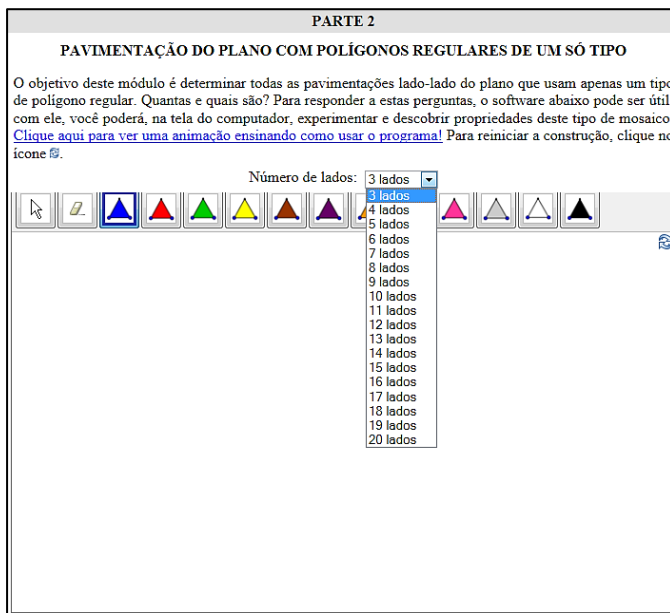 PARTE 2
PAVIMENTAÇÃO DO PLANO COM POLÍGONOS REGULARES DE UM SÓ TIPO
O objetivo deste módulo é determinar todas as pavimentações lado-lado do plano que usam apenas um tipo
de polígono regular. Quantas e quais são? Para responder a estas perguntas, o software abaixo pode ser útil
com ele, você poderá, na tela do computador, experimentar e descobrir propriedades deste tipo de mosaico
Clique aqui para ver uma animação ensinando como usar o programa! Para reiniciar a construção, clique no
ícone .
Número de lados: 3 lados
3 lados
4 lados
5 lados
6 lados
7 lados
8 lados
9 lados
10 lados
11 lados
12 lados
13 lados
14 lados
15 lados
16 lados
17 lados
18 lados
19 lados
20 lados